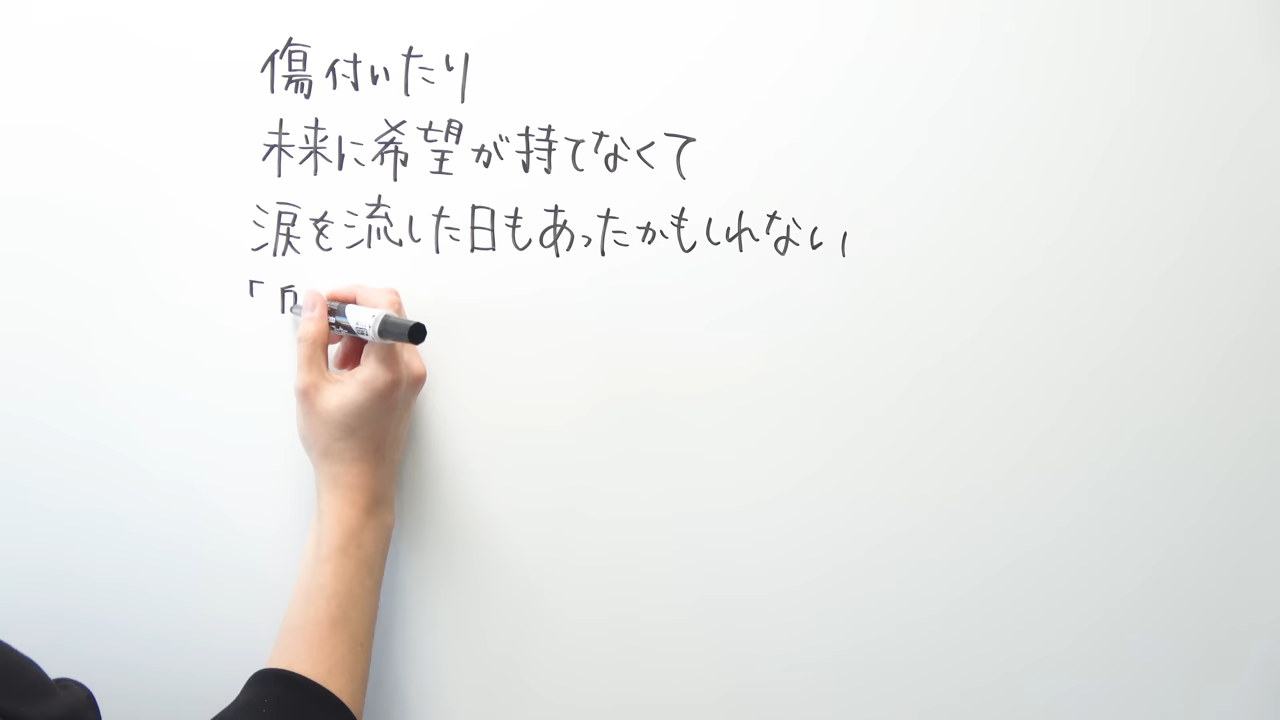 傷付いたり
未来に希望が持てなくて
涙を流した日もあったかもしれない
「